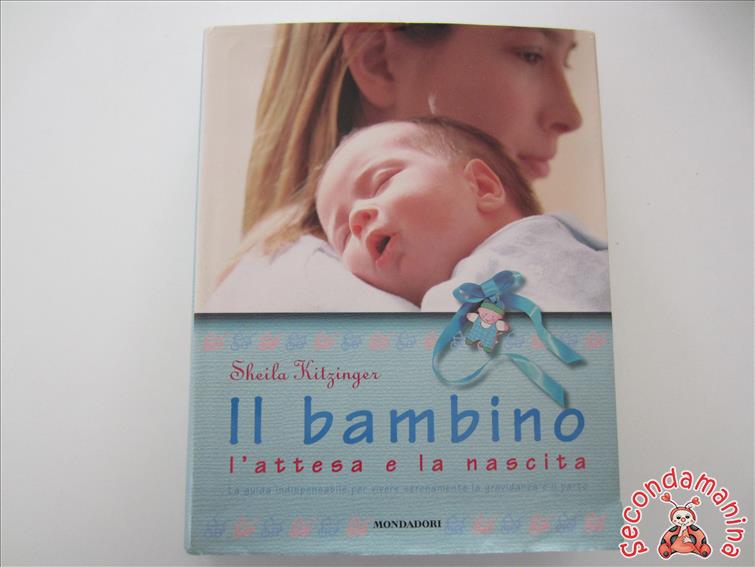 Sheila Kitzinger
Il bambino
l'attesa e la nascita
La guida indispensabile per vivere serenamente la gravidanza e il parto
MONDADORI
secondamanina